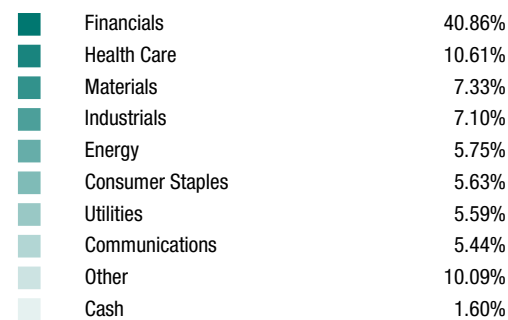 Financials 40.86%
Health Care 10.61%
Materials 7.33%
Industrials 7.10%
Energy 5.75%
Consumer Staples 5.63%
Utilities 5.59%
Communications 5.44%
Other 10.09%
Cash 1.60%